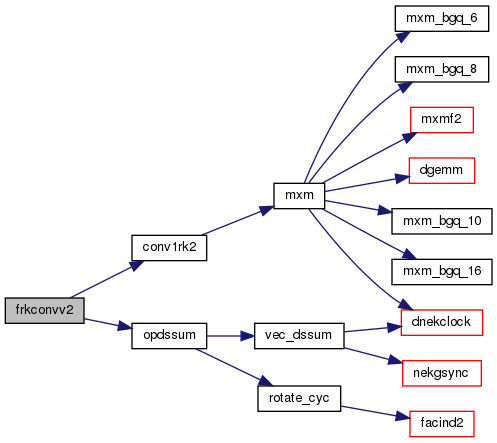 mxm_bgq_6
mxm_bgq_8
mxmf2
dgemm
mxm
mxm_bgq_10
conv1rk2
mxm_bgq_16
frkconvv2
dnekclock
opdssum
vec_dssum
nekgsync
rotate_cyc
facind2